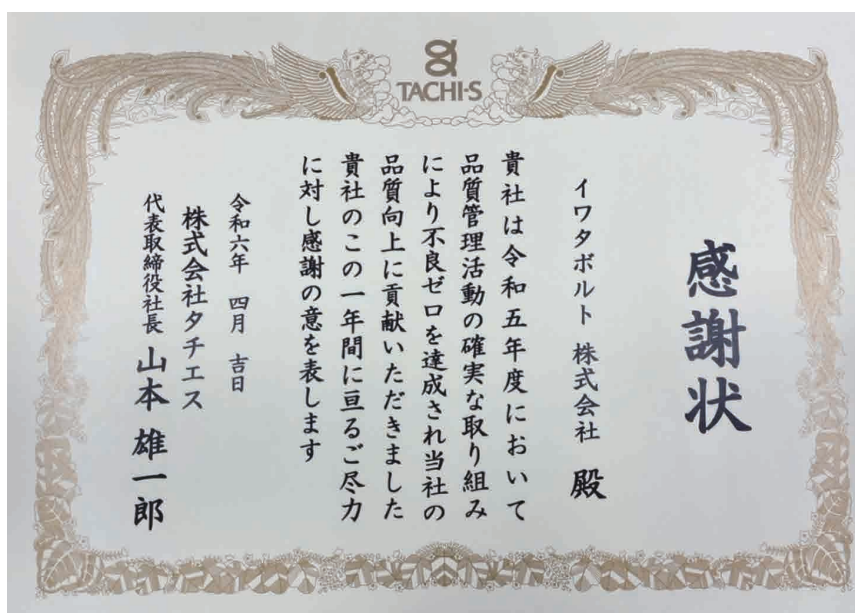 TACHI-S
感謝状
イワタボルト 株式会社 殿
貴社は令和五年度において
品質管理活動の確実な取り組み
により不良ゼロを達成され当社の
品質向上に貢献いただきました
貴社のこの一年間に亘るご尽力
に対し感謝の意を表します
令和六年 四月 吉日
株式会社タチエス
代表取締役社長 山本 雄一郎